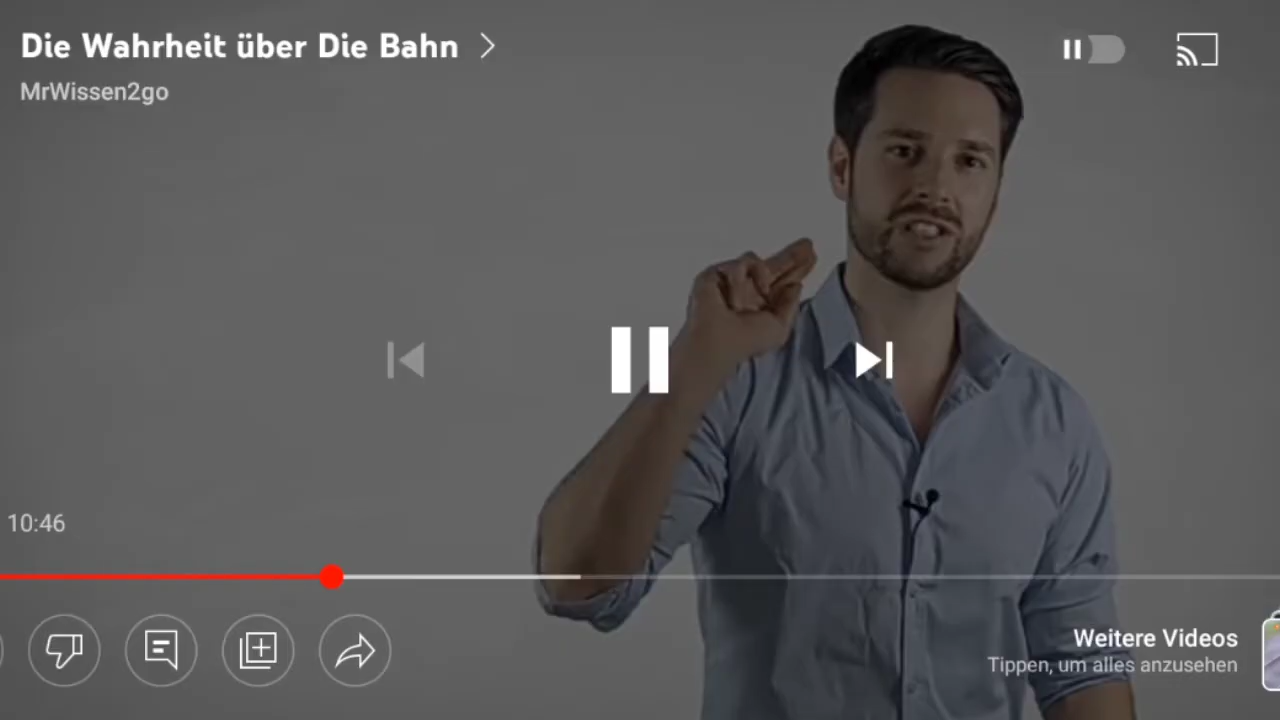 Die Wahrheit über Die Bahn
MrWissen2go
10:46
Weitere Videos
Tippen, um alles anzusehen